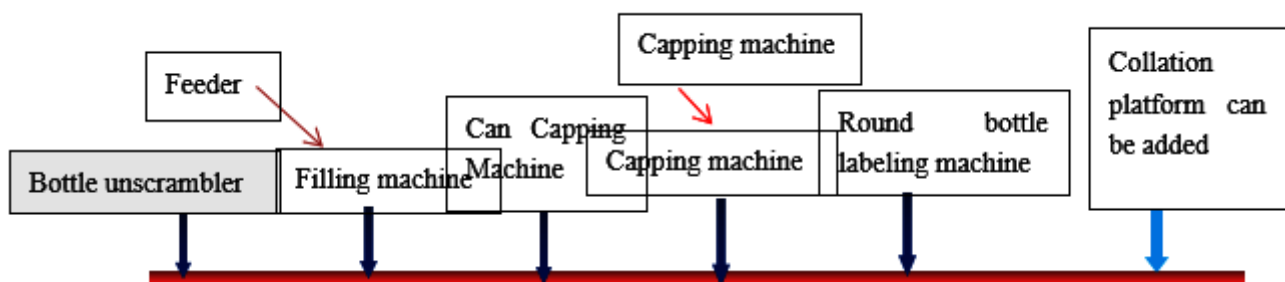 Capping machine
Feeder
Collation
platform can
be added
Can Capping
Machine
Round bottle
labeling machine
Bottle unscrambler
Filling machine
Capping machine